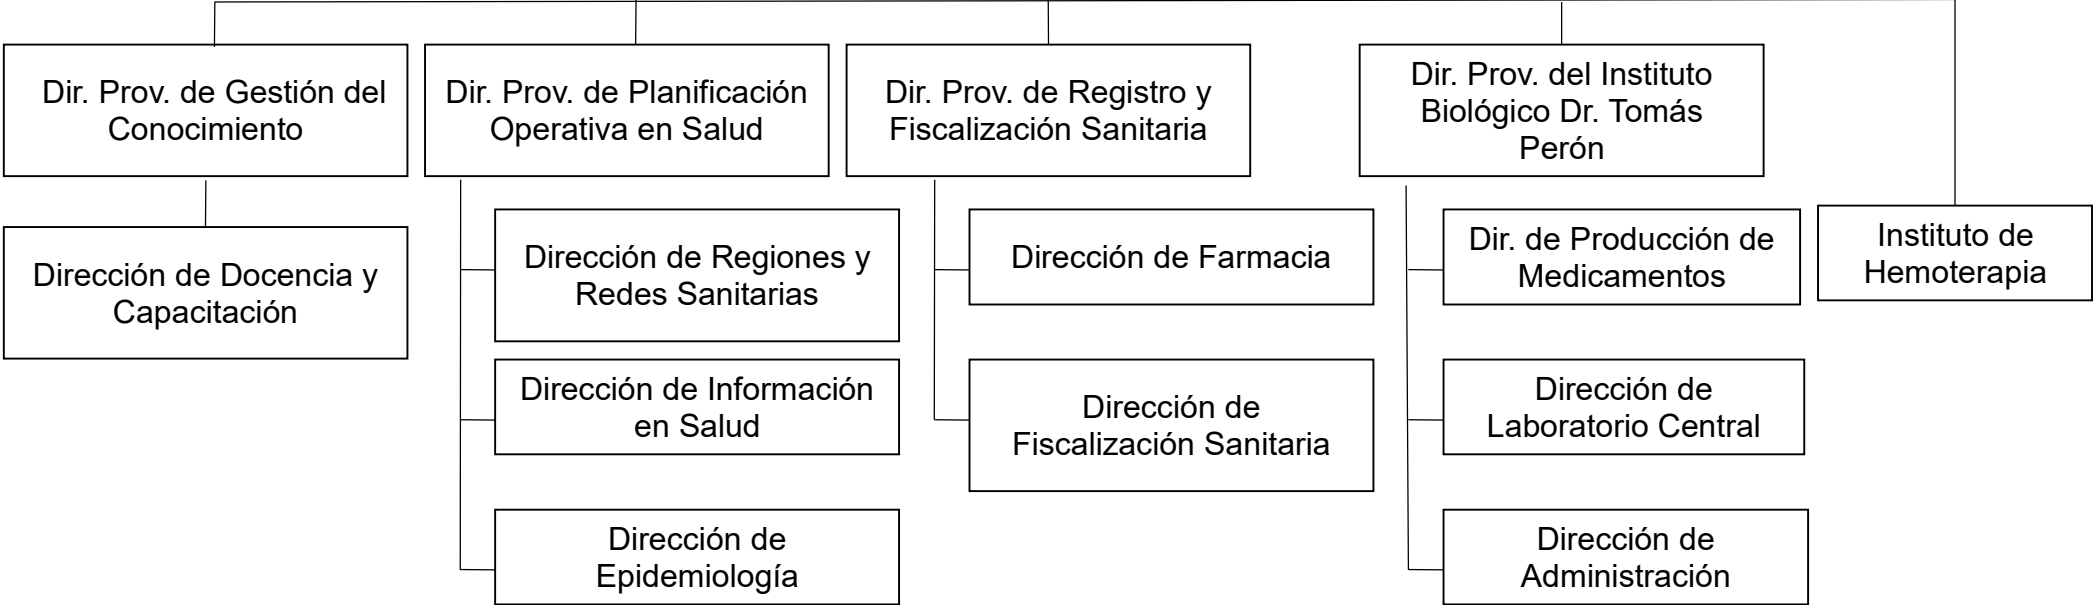 Dir. Prov. de Gestión del
Conocimiento
Dir. Prov. de Planificación
Operativa en Salud
Dir. Prov. de Registro y
Fiscalización Sanitaria
Dir. Prov. del Instituto
Biológico Dr. Tomás
Perón
Dirección de Docencia y
Capacitación
Dirección de Regiones y
Redes Sanitarias
Dirección de Farmacia
Dir. de Producción de
Medicamentos
Instituto de
Hemoterapia
Dirección de Información
en Salud
Dirección de
Fiscalización Sanitaria
Dirección de
Laboratorio Central
Dirección de
Epidemiología
Dirección de
Administración